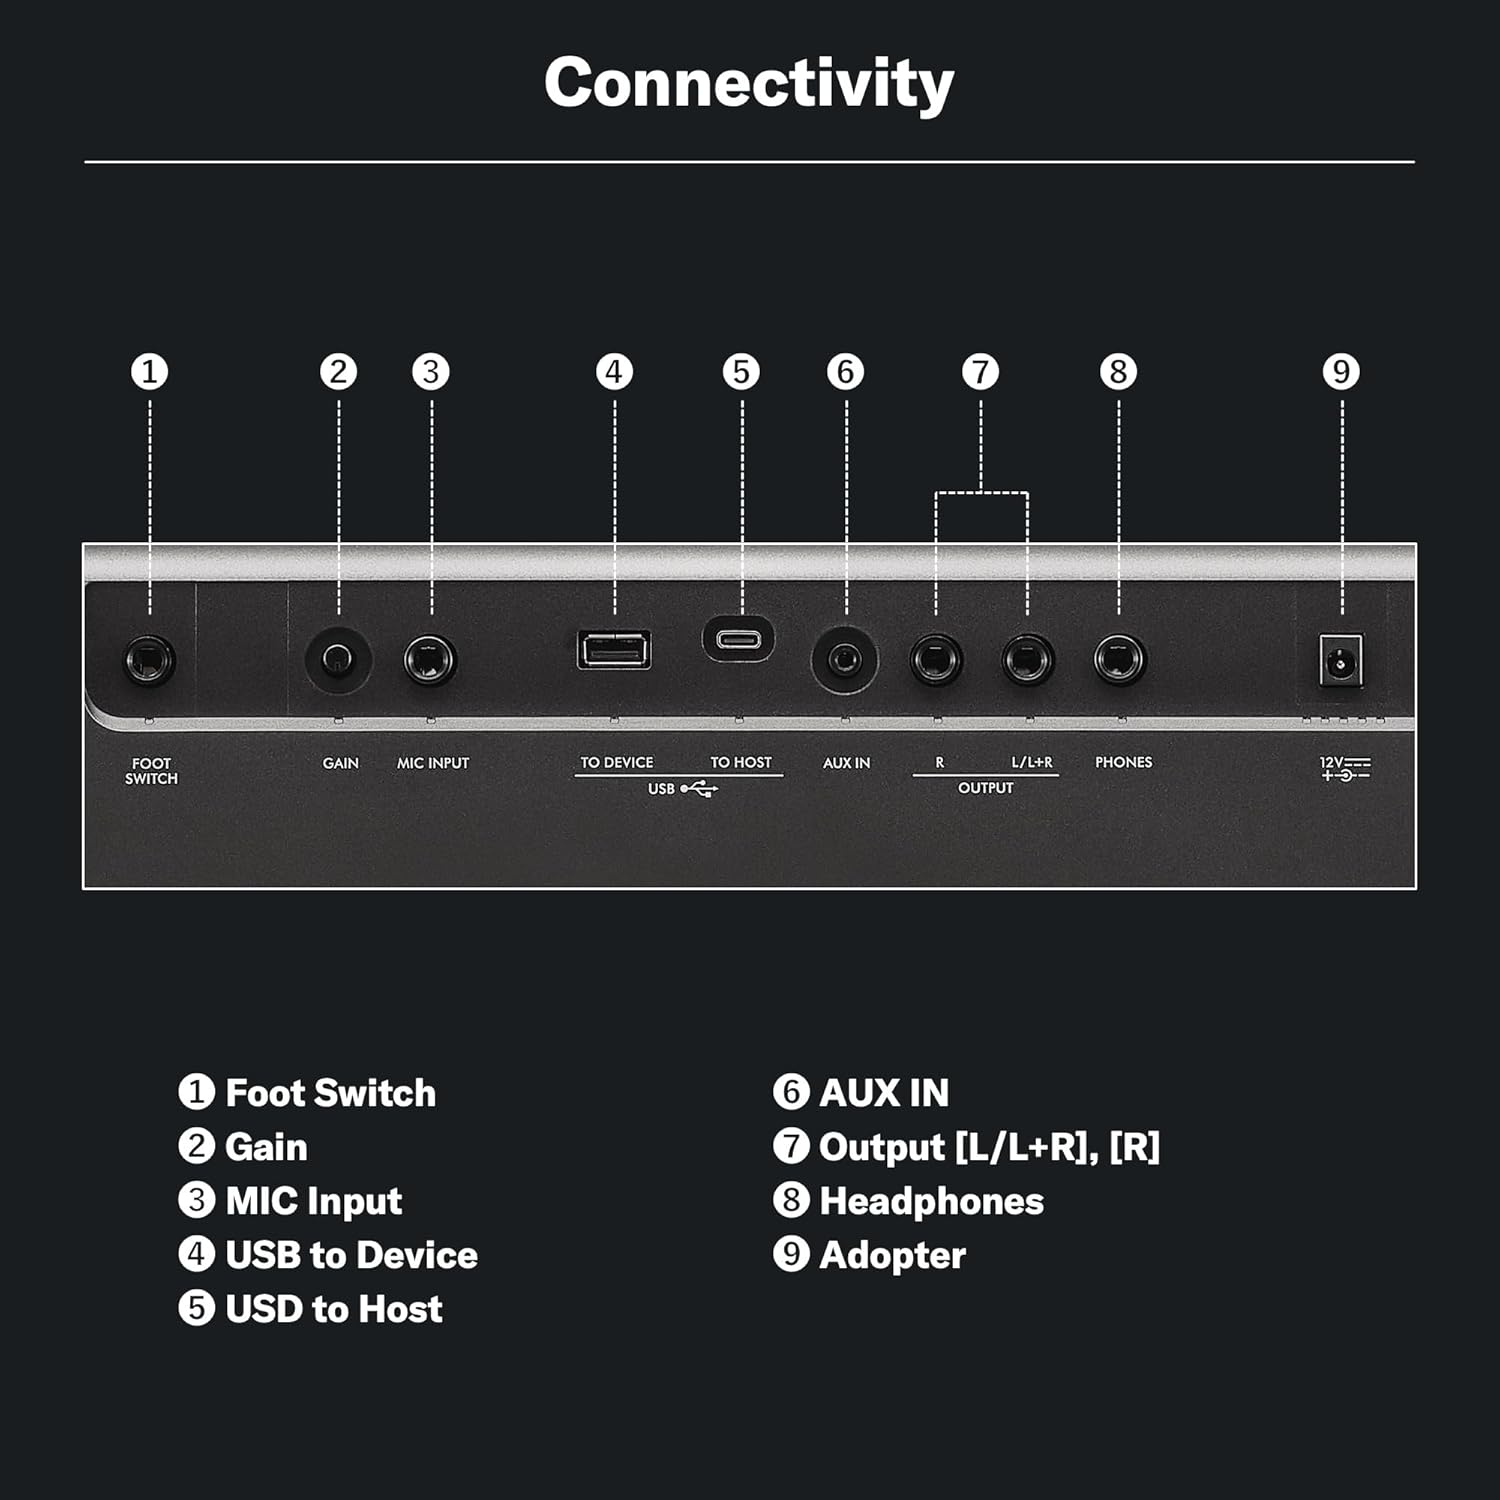 Connectivity
1 2 3 4 5 6 7 8 9
FOOT SWITCH
GAIN
MIC INPUT
TO DEVICE
TO HOST
USB
AUX IN
R
L/L+R
OUTPUT
PHONES
12V
+ -
1 Foot Switch
2 Gain
3 MIC Input
4 USB to Device
5 USD to Host
6 AUX IN
7 Output [L/L+R], [R]
8 Headphones
9 Adopter